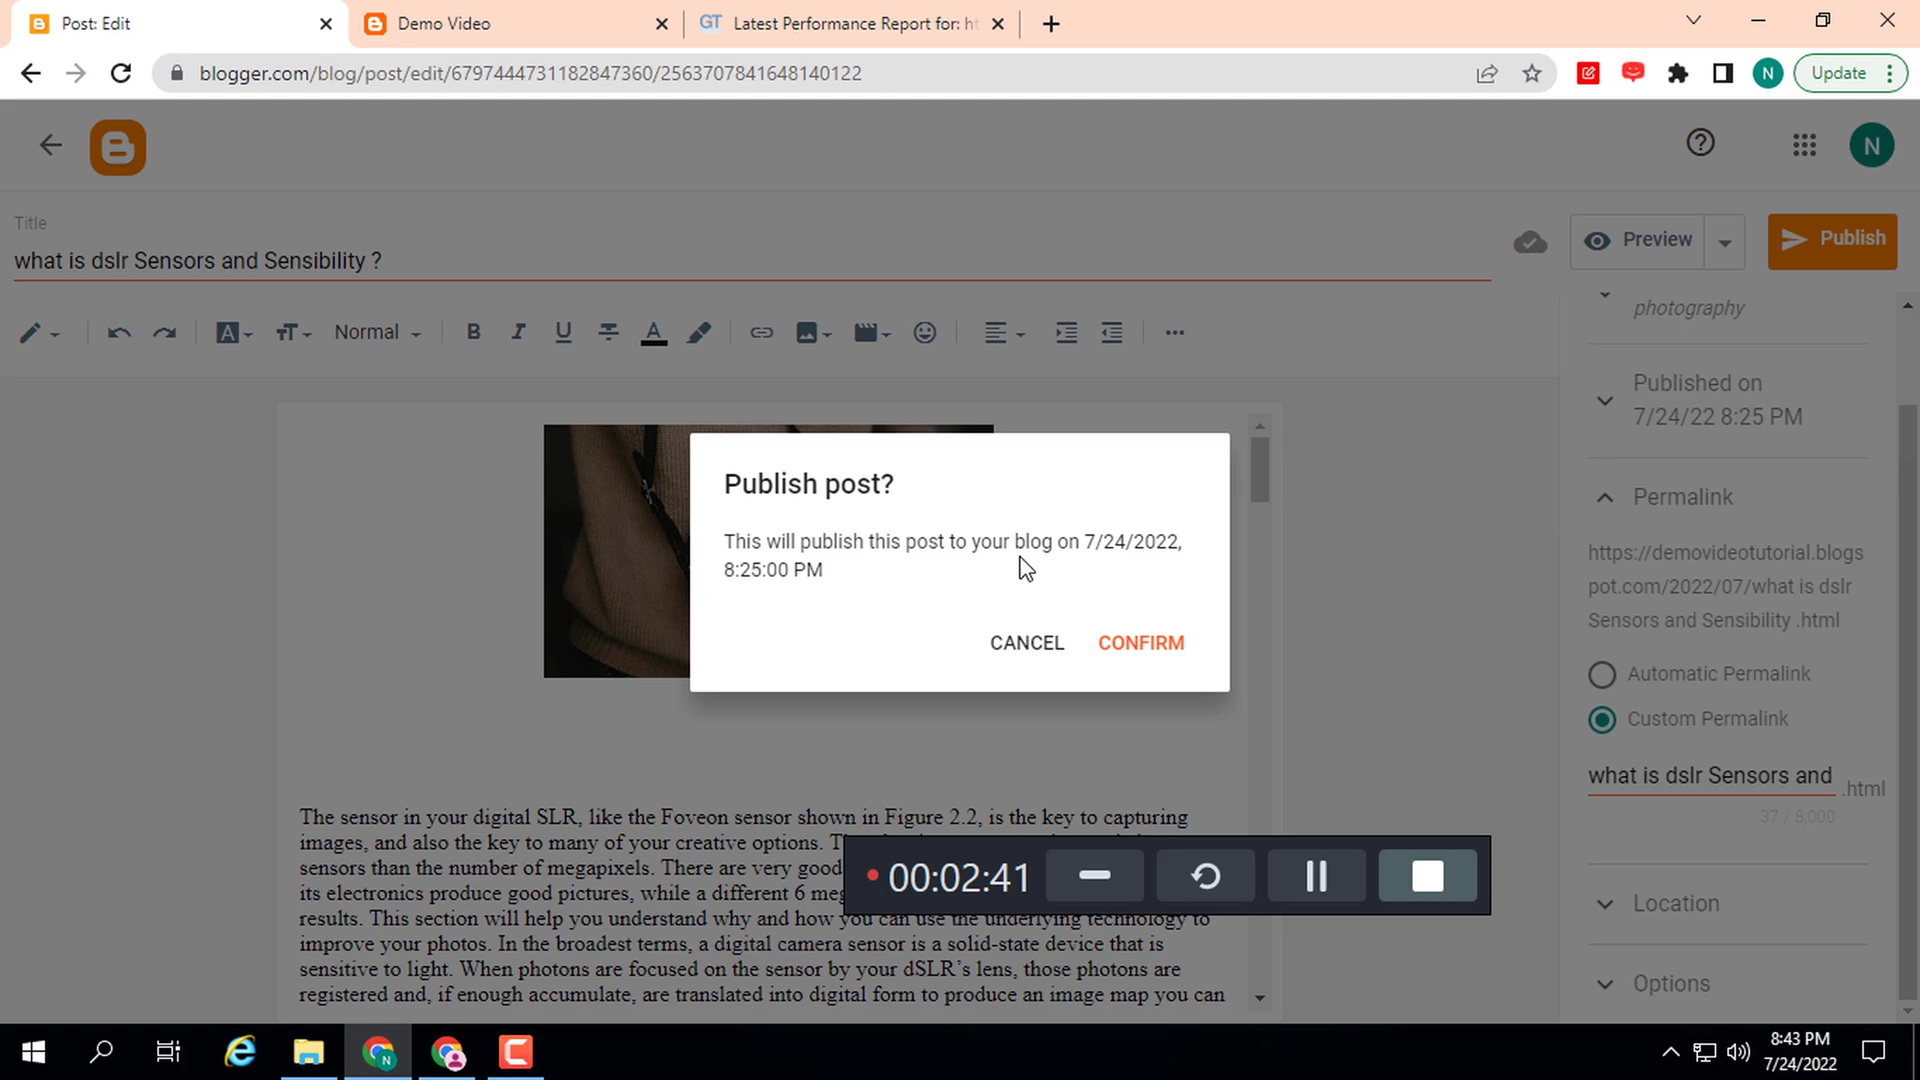 Post: Edit
Demo Video
GT Latest Performance Report for: ht
blogger.com/blog/post/edit/6797444731182847360/2563707841648140122
N
Update
N
Title
what is dslr Sensors and Sensibility ?
Preview
Publish
Normal
B I U A
photography
Published on
7/24/22 8:25 PM
Permalink
https://demovideotutorial.blogs
pot.com/2022/07/what is dslr
Sensors and Sensibility .html
Automatic Permalink
Custom Permalink
what is dslr Sensors and
.html
37 / 8,000
Location
Options
Publish post?
This will publish this post to your blog on 7/24/2022,
8:25:00 PM
CANCEL
CONFIRM
The sensor in your digital SLR, like the Foveon sensor shown in Figure 2.2, is the key to capturing
images, and also the key to many of your creative options.
sensors than the number of megapixels. There are very good
its electronics produce good pictures, while a different 6
results. This section will help you understand why and how you can use the underlying technology to
improve your photos. In the broadest terms, a digital camera sensor is a solid-state device that is
sensitive to light. When photons are focused on the sensor by your dSLR’s lens, those photons are
registered and, if enough accumulate, are translated into digital form to produce an image map you can
00:02:41
8:43 PM
7/24/2022